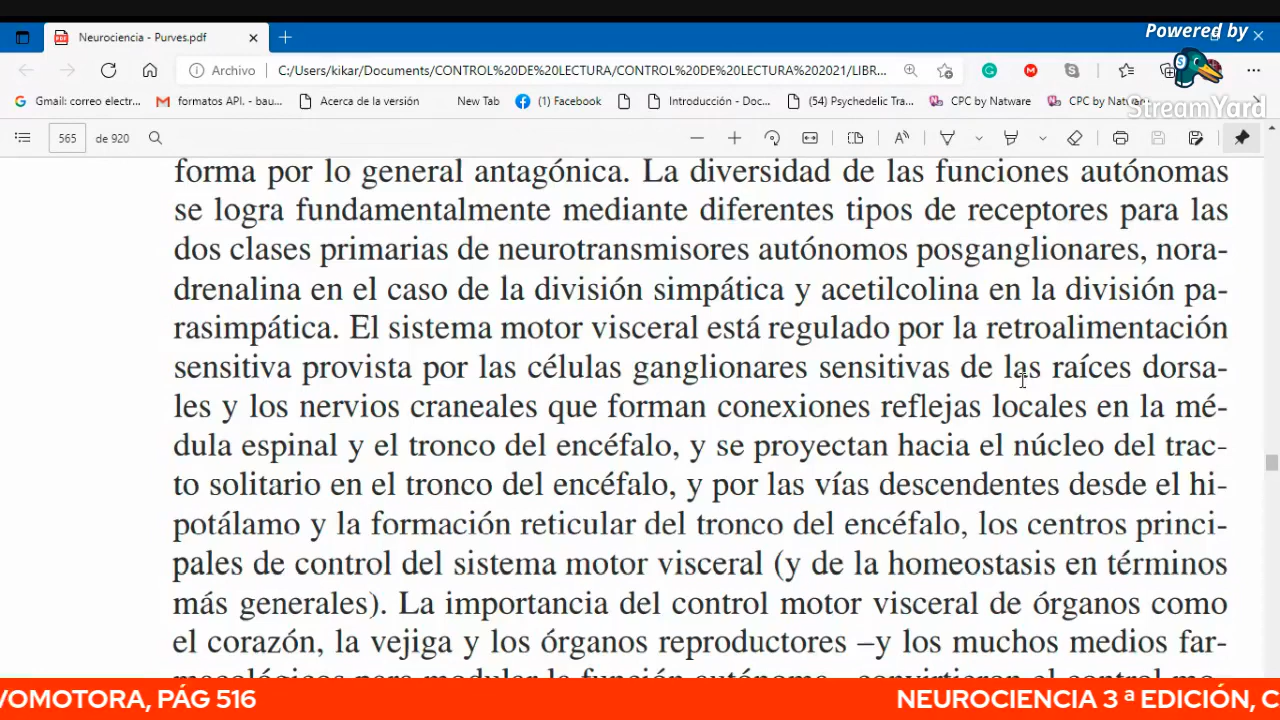 Powered by
Neurociencia - Purves.pdf
Archivo C:/Users/kikar/Documents/CONTROL%20DE%20LECTURA/CONTROL%20DE%20LECTURA%202021/LIBR...
Gmail: correo electr... formatos API. - bau... Acerca de la versión New Tab (1) Facebook Introducción - Doc... (54) Psychedelic Tra... CPC by Natware CPC by Natware
StreamYard
565 de 920
forma por lo general antagónica. La diversidad de las funciones autónomas
se logra fundamentalmente mediante diferentes tipos de receptores para las
dos clases primarias de neurotransmisores autónomos posganglionares, nora-
drenalina en el caso de la división simpática y acetilcolina en la división pa-
rasimpática. El sistema motor visceral está regulado por la retroalimentación
sensitiva provista por las células ganglionares sensitivas de las raíces dorsa-
les y los nervios craneales que forman conexiones reflejas locales en la mé-
dula espinal y el tronco del encéfalo, y se proyectan hacia el núcleo del trac-
to solitario en el tronco del encéfalo, y por las vías descendentes desde el hi-
potálamo y la formación reticular del tronco del encéfalo, los centros princi-
pales de control del sistema motor visceral (y de la homeostasis en términos
más generales). La importancia del control motor visceral de órganos como
el corazón, la vejiga y los órganos reproductores –y los muchos medios far-
macológicos para modular la función autónoma– convirtieron el control mo-
VOMOTORA, PÁG 516 NEUROCIENCIA 3 ª EDICIÓN, C